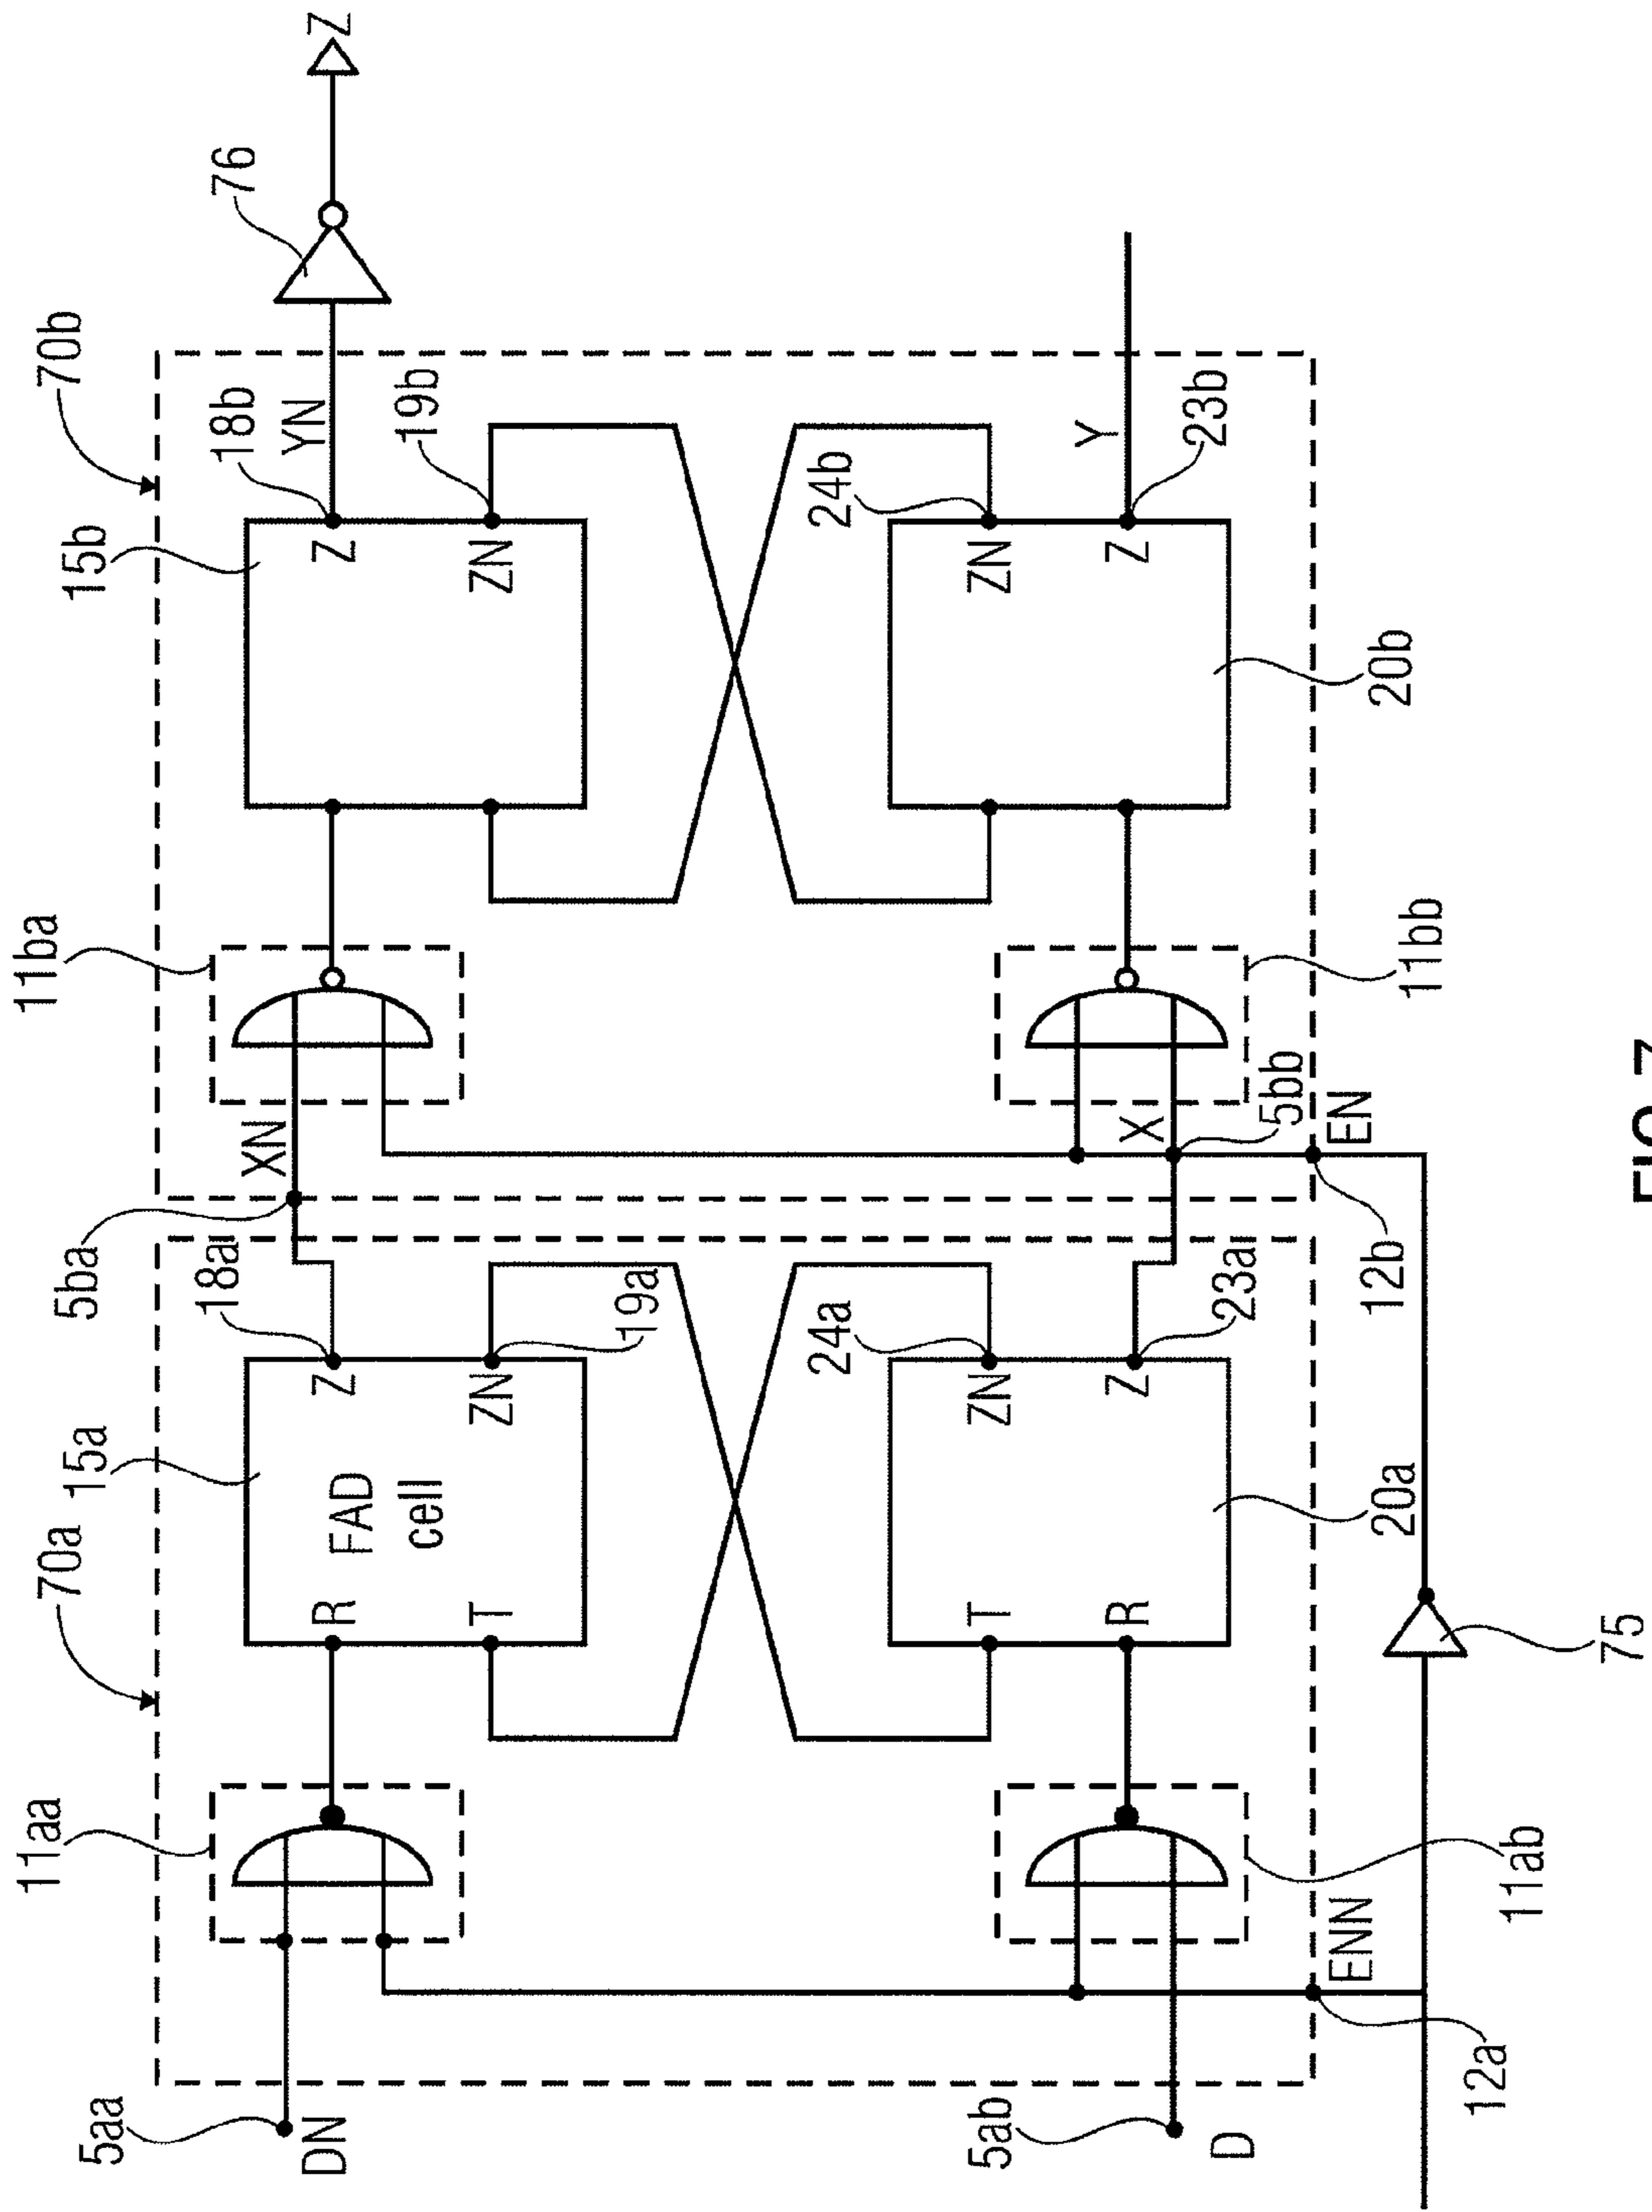 70a
70b
11aa
15a
5ba
11ba
15b
76
Z
5aa
DN
R
FAD
cell
T
Z
ZN
18a
19a
XN
Z
ZN
18b
YN
19b
5ab
D
T
R
ZN
Z
24a
23a
X
5bb
ZN
Z
24b
Y
23b
12a
ENN
11ab
20a
75
12b
EN
11bb
20b
FIG 7